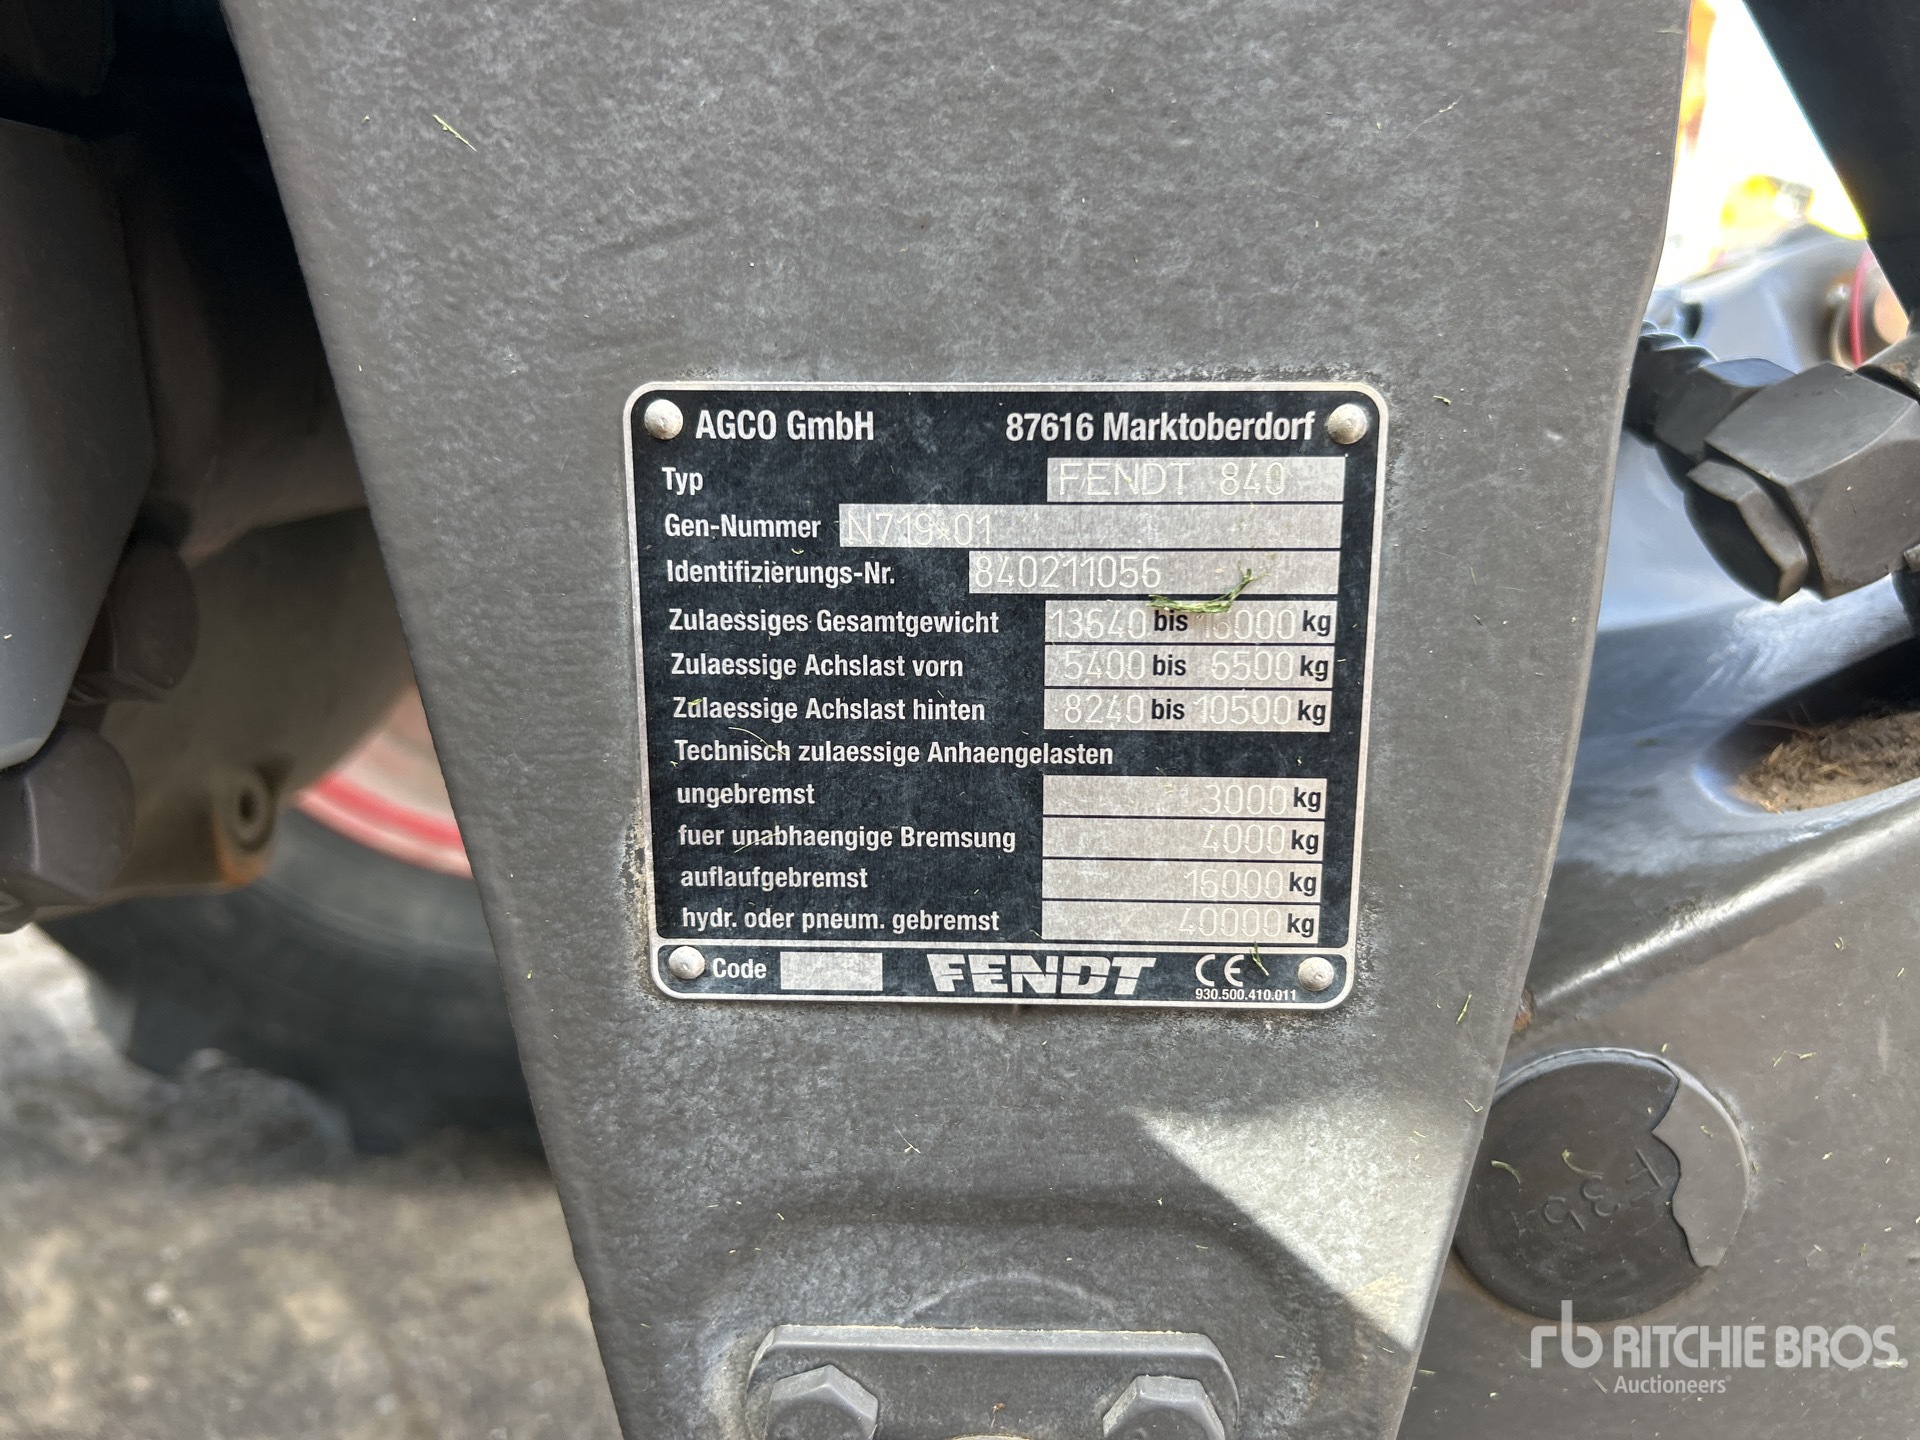 AGCO GmbH 87616 Marktoberdorf
Typ FENDT 840
Gen-Nummer N719*01
Identifizierungs-Nr. 840211056
Zulaessiges Gesamtgewicht 13640 bis 16000 kg
Zulaessige Achslast vorn 5400 bis 6500 kg
Zulaessige Achslast hinten 8240 bis 10500 kg
Technisch zulaessige Anhaengelasten
ungebremst 3000 kg
fuer unabhaengige Bremsung 4000 kg
auflaufgebremst 16000 kg
hydr. oder pneum. gebremst 40000 kg
Code FENDT CE
930.500.410.011
rb RITCHIE BROS.
Auctioneers